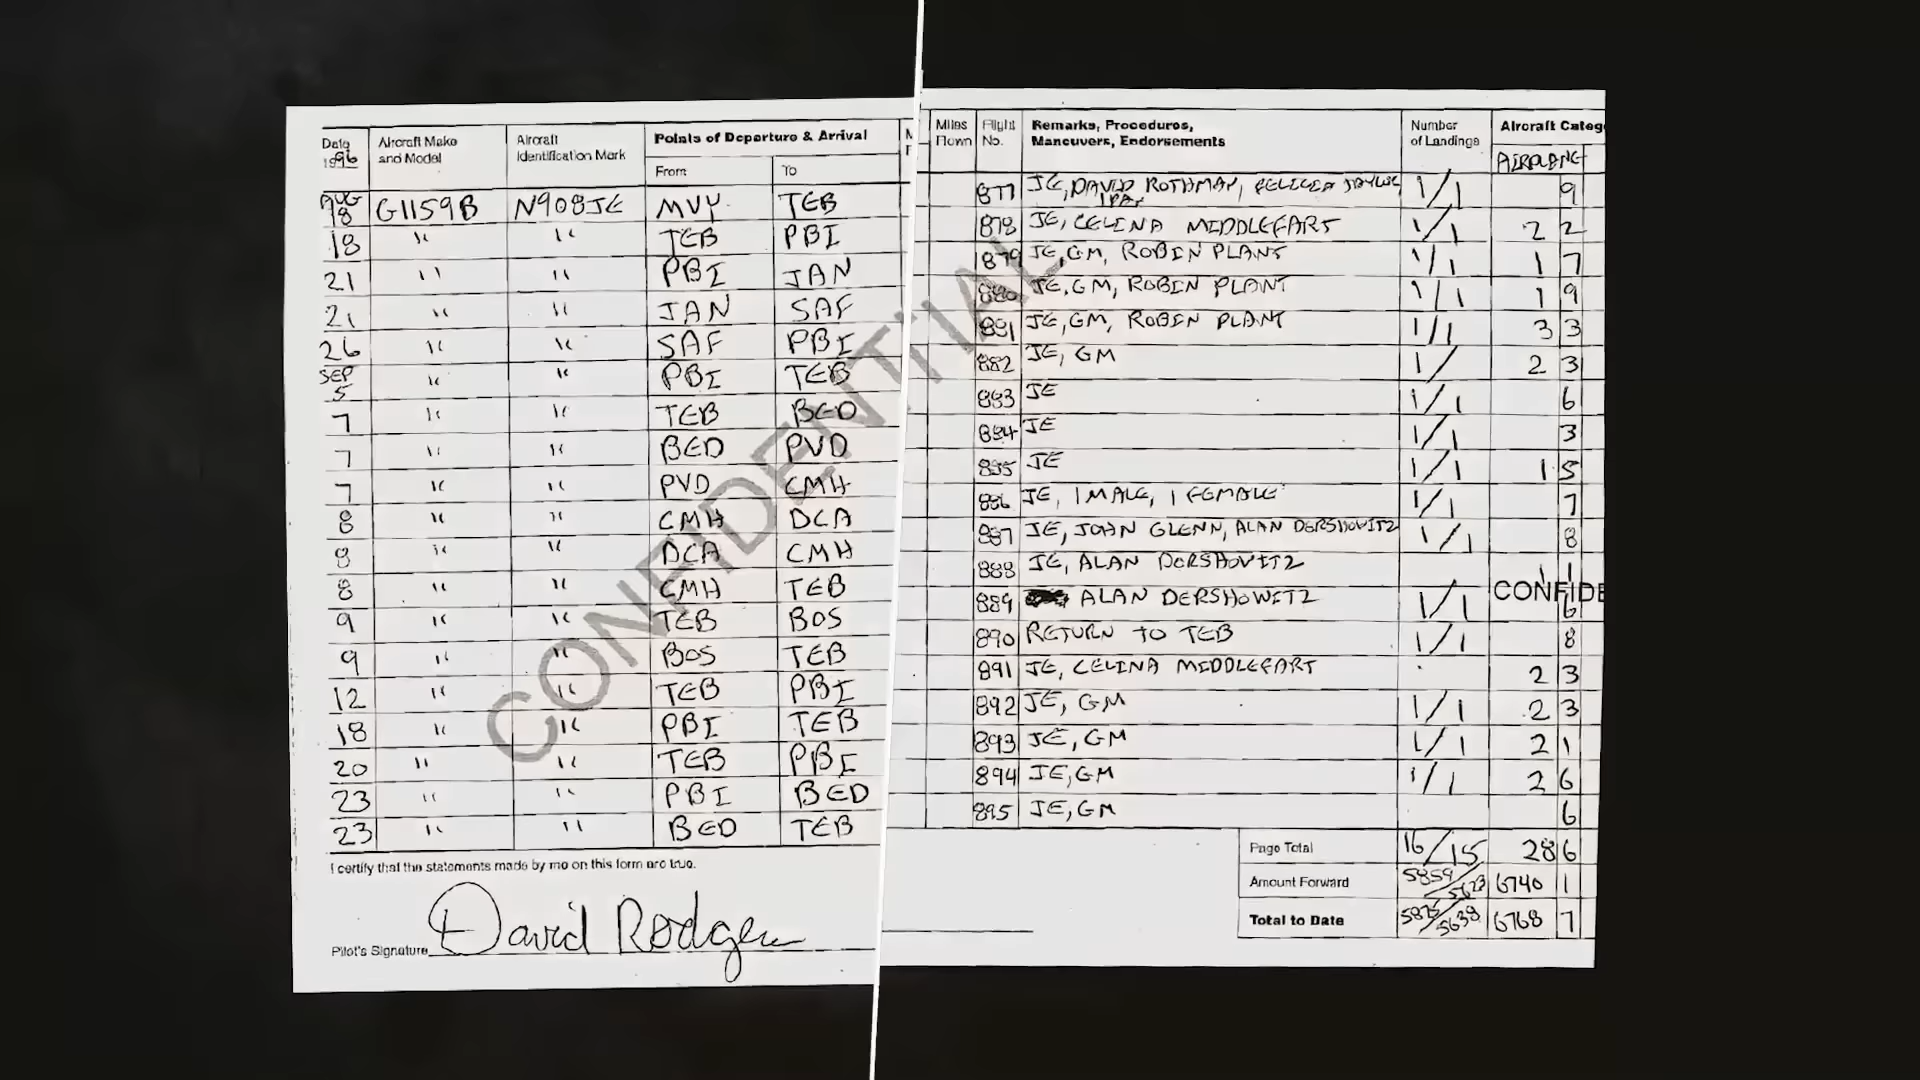 Date
1996
Aircraft Make
and Model
Aircraft
Identification Mark
Points of Departure & Arrival
From
To
Miles
Flown
Flight
No.
Remarks, Procedures,
Maneuvers, Endorsements
Number
of Landings
Aircraft Categ
AIRPLANE
AUG
18 G1159B N908JE MVY TEB 877 JE, DAVID ROTHMAN, 1/1 9
18 " " TEB PBI 878 JE, CELINA MIDDLEFART 1/1 2 2
21 " " PBI JAN 879 JE, GM, ROBIN PLANT 1/1 1 7
21 " " JAN SAF 880 JE, GM, ROBIN PLANT 1/1 1 9
26 " " SAF PBI 881 JE, GM, ROBIN PLANT 1/1 3 3
SEP
5 " " PBI TEB 882 JE, GM 1/ 2 3
7 " " TEB BED 883 JE 1/1 6
7 " " BED PVD 884 JE 1/1 3
7 " " PVD CMH 885 JE 1/1 1 5
8 " " CMH DCA 886 JE, 1 MALE, 1 FEMALE 1/1 7
8 " " DCA CMH 887 JE, JOHN GLENN, ALAN DERSHOWITZ 1/1 8
8 " " CMH TEB 888 JE, ALAN DERSHOVITZ 1 1
9 " " TEB BOS 889 ALAN DERSHOWITZ 1/1 6
9 " " BOS TEB 890 RETURN TO TEB 1/1 8
12 " " TEB PBI 891 JE, CELINA MIDDLEFART 2 3
18 " " PBI TEB 892 JE, GM 1/1 2 3
20 " " TEB PBI 893 JE, GM 1/1 2 1
23 " " PBI BED 894 JE, GM 1/1 2 6
23 " " BED TEB 895 JE, GM 6
CONFIDENTIAL
CONFIDE
I certify that the statements made by me on this form are true.
Pilot's Signature David Rodgers
Page Total 16/15 28 6
Amount Forward 5859/5623 6740 1
Total to Date 5875/5638 6768 7